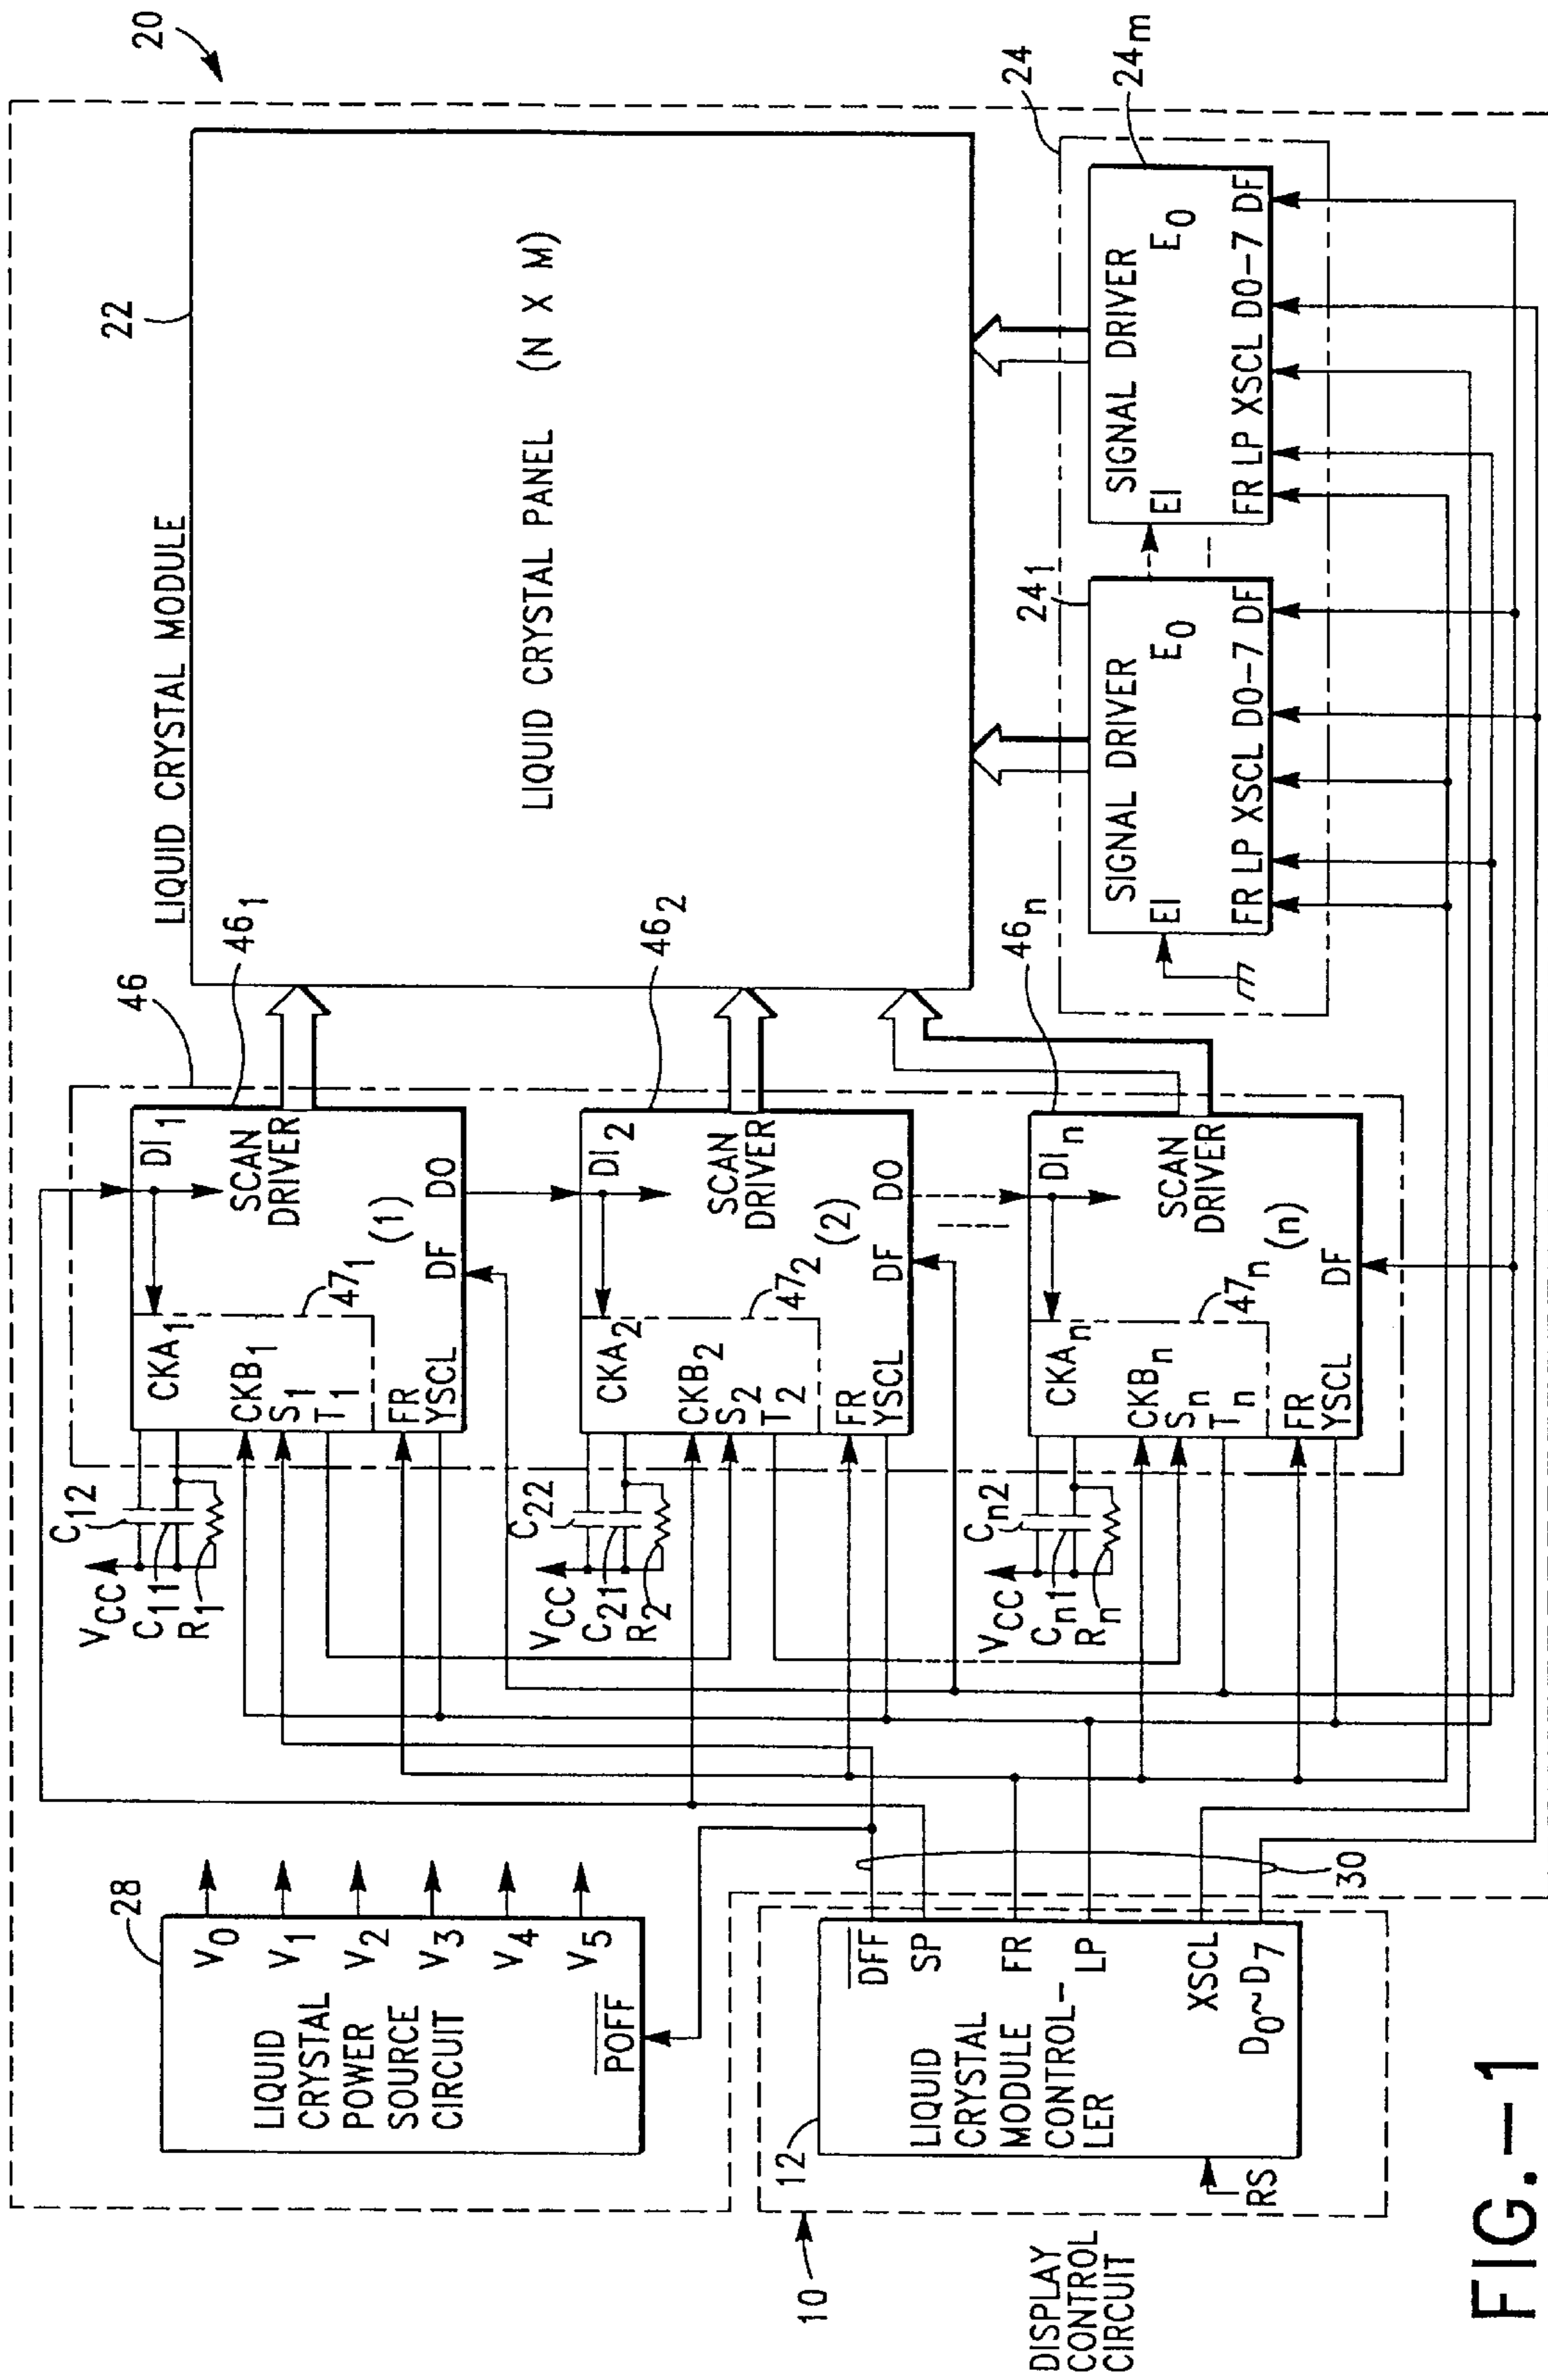 20
LIQUID CRYSTAL MODULE
22
LIQUID CRYSTAL PANEL (N X M)
28
LIQUID
CRYSTAL
POWER
SOURCE
CIRCUIT
V0
V1
V2
V3
V4
V5
POFF
46
461
DI1
SCAN
DRIVER
(1)
CKA1
471
CKB1
S1
T1
FR
YSCL
DF
DO
C12
VCC
C11
R1
462
DI2
SCAN
DRIVER
(2)
CKA2
472
CKB2
S2
T2
FR
YSCL
DF
DO
C22
VCC
C21
R2
46n
DIn
SCAN
DRIVER
(n)
CKAn
47n
CKBn
Sn
Tn
FR
YSCL
DF
Cn2
VCC
Cn1
Rn
24
241
SIGNAL DRIVER
EI
E0
FR LP XSCL DO-7 DF
24m
SIGNAL DRIVER
EI
E0
FR LP XSCL DO-7 DF
30
12
LIQUID
CRYSTAL
MODULE
CONTROL-
LER
DFF
SP
FR
LP
XSCL
D0~D7
RS
10
DISPLAY
CONTROL
CIRCUIT
FIG.-1